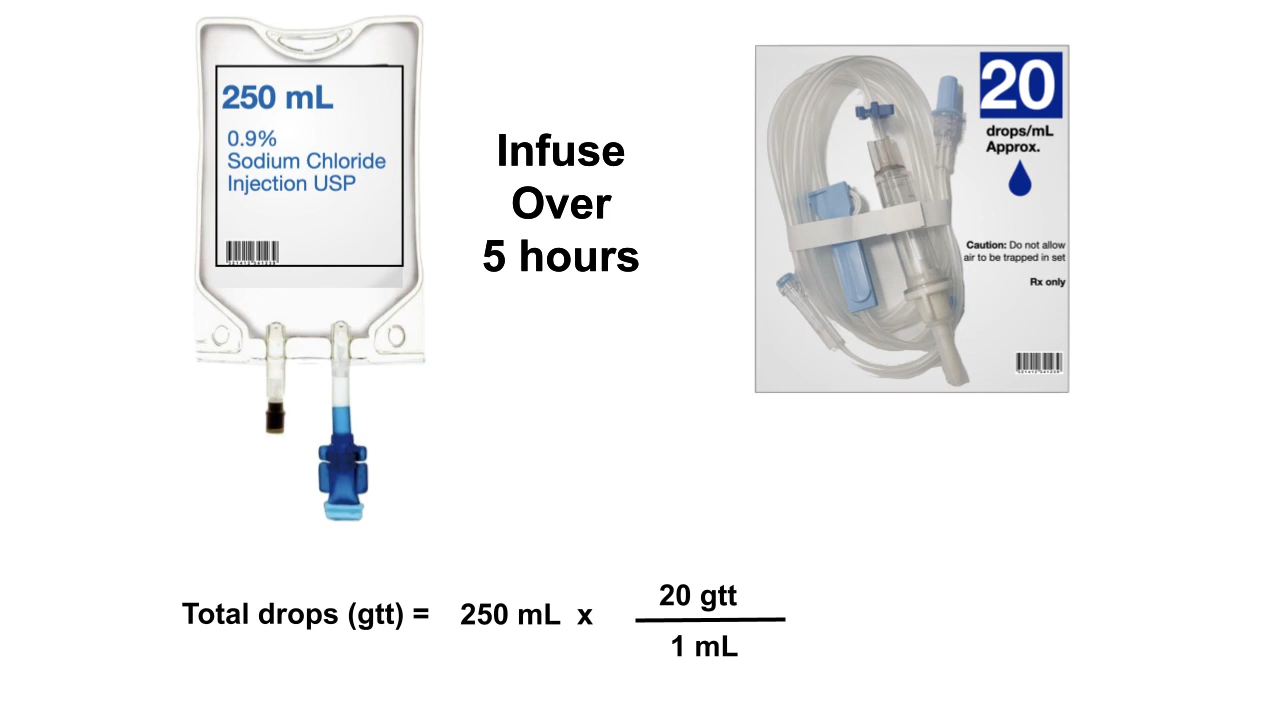 250 mL
0.9%
Sodium Chloride
Injection USP
Infuse
Over
5 hours
20
drops/mL
Approx.
Caution: Do not allow
air to be trapped in set
Rx only
Total drops (gtt) = 250 mL x 20 gtt
1 mL